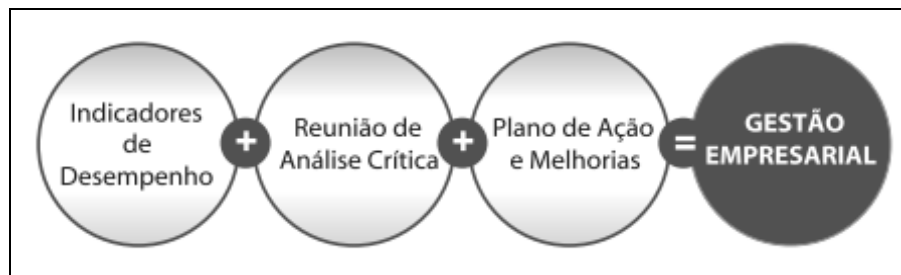 Indicadores
de
Desempenho
+
Reunião de
Análise Crítica
+
Plano de Ação
e Melhorias
=
GESTÃO
EMPRESARIAL